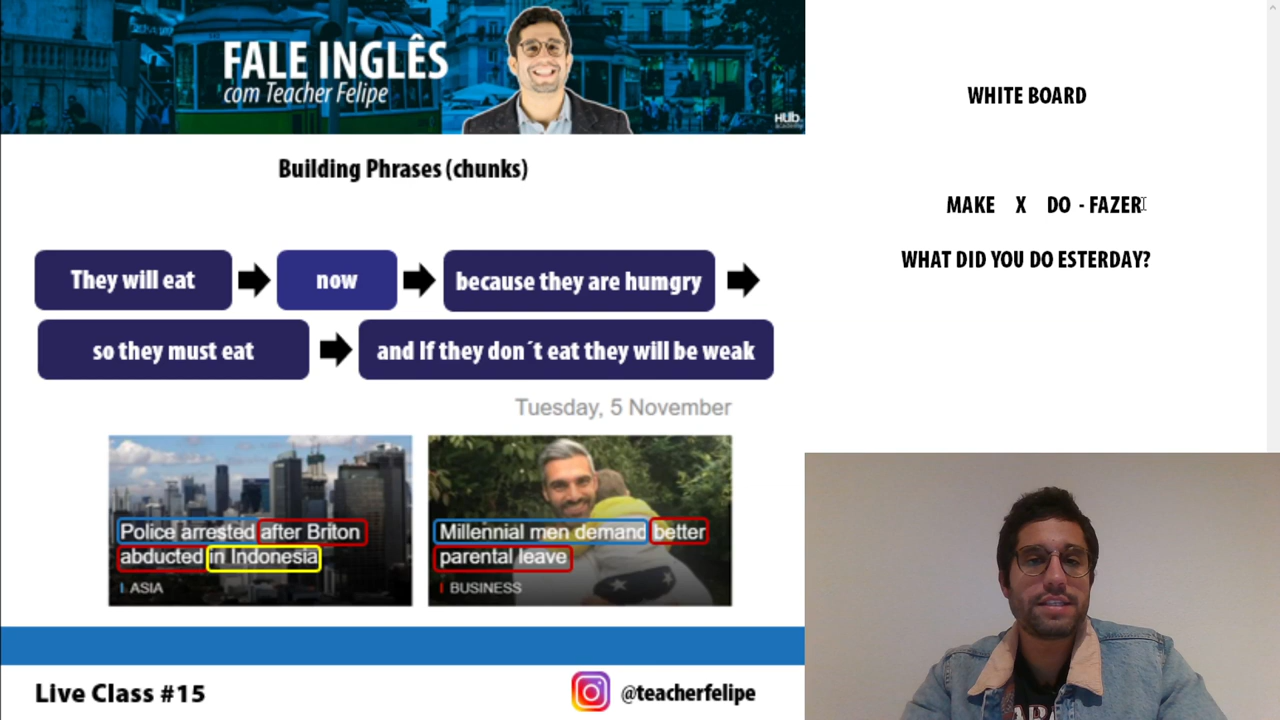 FALE INGLÊS
com Teacher Felipe
HUb
academy
Building Phrases (chunks)
They will eat
now
because they are humgry
so they must eat
and If they don´t eat they will be weak
Tuesday, 5 November
Police arrested after Briton
abducted in Indonesia
ASIA
Millennial men demand better
parental leave
BUSINESS
Live Class #15
@teacherfelipe
WHITE BOARD
MAKE X DO - FAZER
WHAT DID YOU DO ESTERDAY?